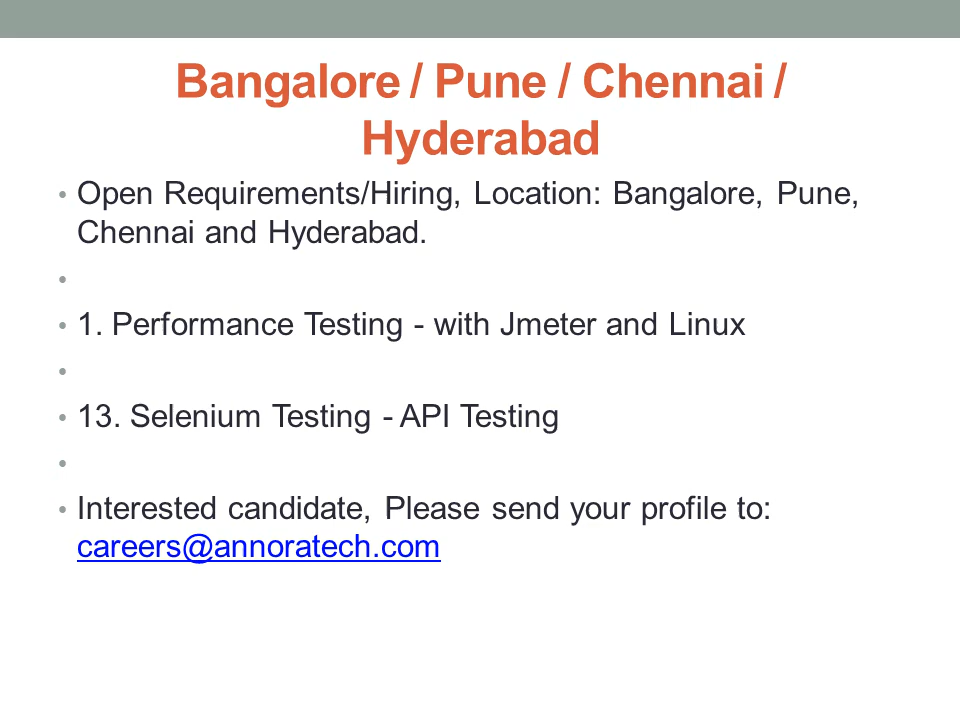 Bangalore / Pune / Chennai /
Hyderabad
• Open Requirements/Hiring, Location: Bangalore, Pune,
Chennai and Hyderabad.
•
• 1. Performance Testing - with Jmeter and Linux
•
• 13. Selenium Testing - API Testing
•
• Interested candidate, Please send your profile to:
careers@annoratech.com